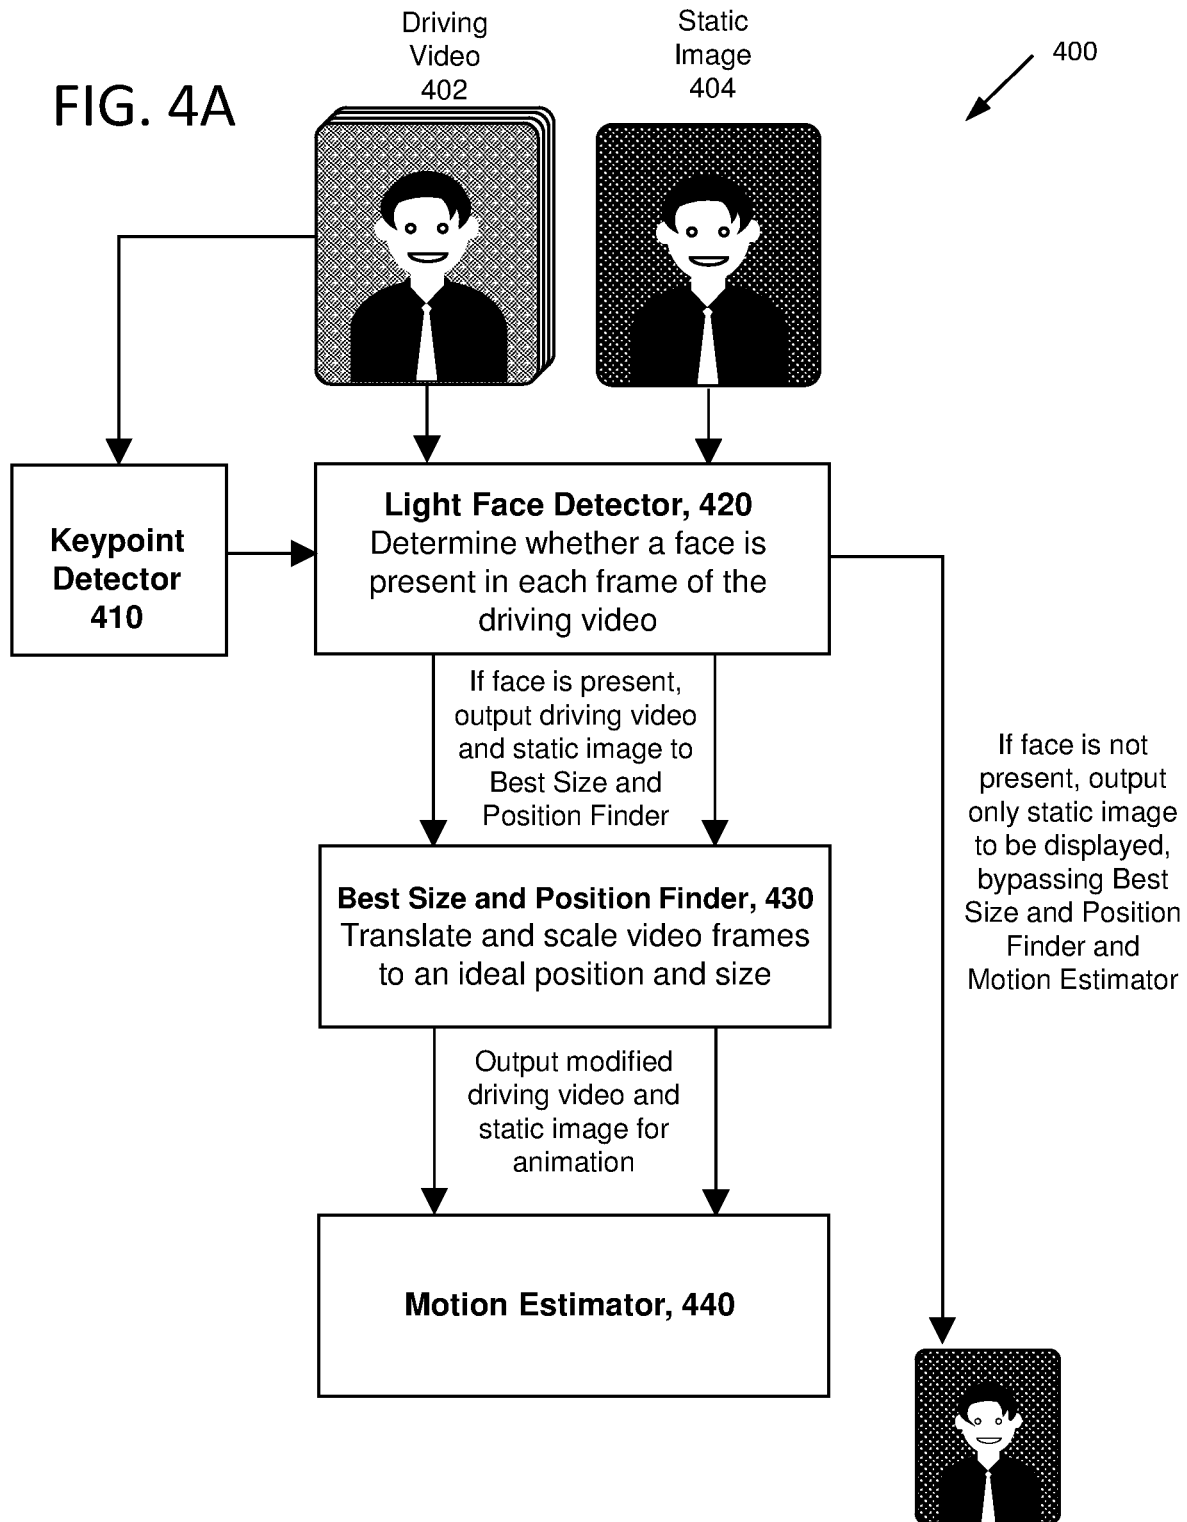 FIG. 4A
Driving
Video
402
Static
Image
404
400
Keypoint
Detector
410
Light Face Detector, 420
Determine whether a face is
present in each frame of the
driving video
If face is present,
output driving video
and static image to
Best Size and
Position Finder
If face is not
present, output
only static image
to be displayed,
bypassing Best
Size and Position
Finder and
Motion Estimator
Best Size and Position Finder, 430
Translate and scale video frames
to an ideal position and size
Output modified
driving video and
static image for
animation
Motion Estimator, 440